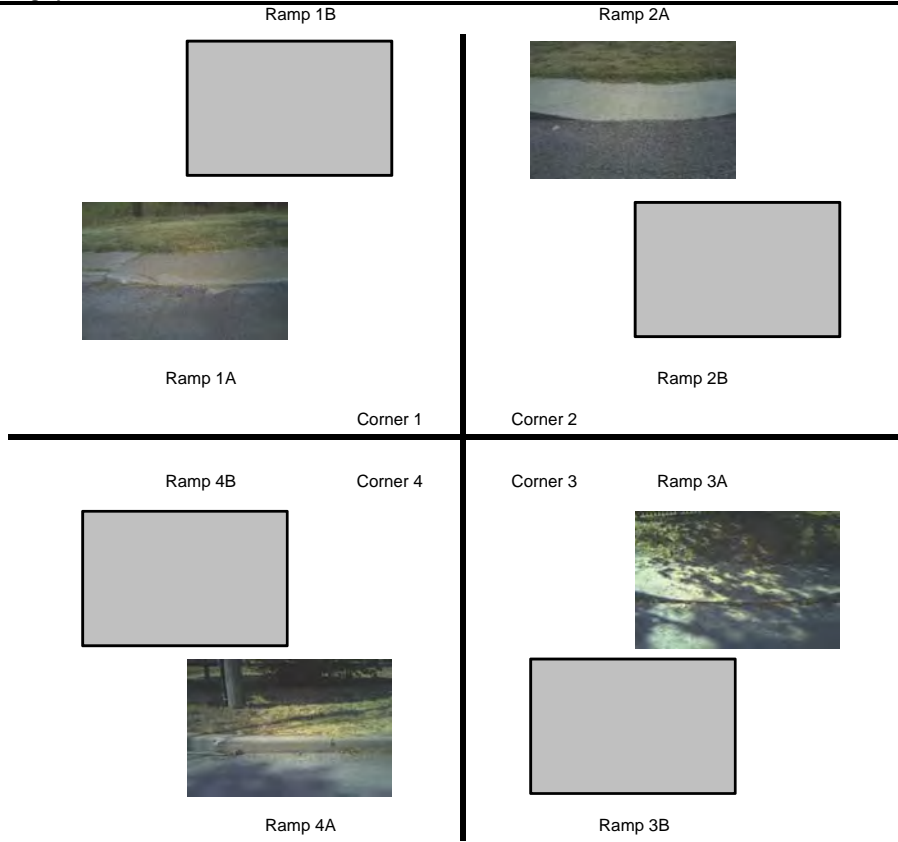 Ramp 1B
Ramp 2A
Ramp 1A
Ramp 2B
Corner 1
Corner 2
Ramp 4B
Corner 4
Corner 3
Ramp 3A
Ramp 4A
Ramp 3B